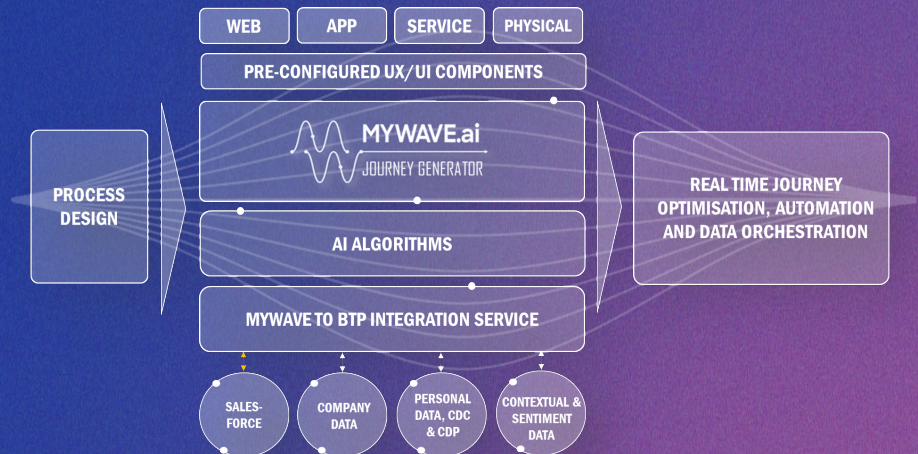 WEB
APP
SERVICE
PHYSICAL
PRE-CONFIGURED UX/UI COMPONENTS
MYWAVE.ai
JOURNEY GENERATOR
PROCESS
DESIGN
REAL TIME JOURNEY
OPTIMISATION, AUTOMATION
AND DATA ORCHESTRATION
AI ALGORITHMS
MYWAVE TO BTP INTEGRATION SERVICE
SALES-
FORCE
COMPANY
DATA
PERSONAL
DATA, CDC
& CDP
CONTEXTUAL &
SENTIMENT
DATA